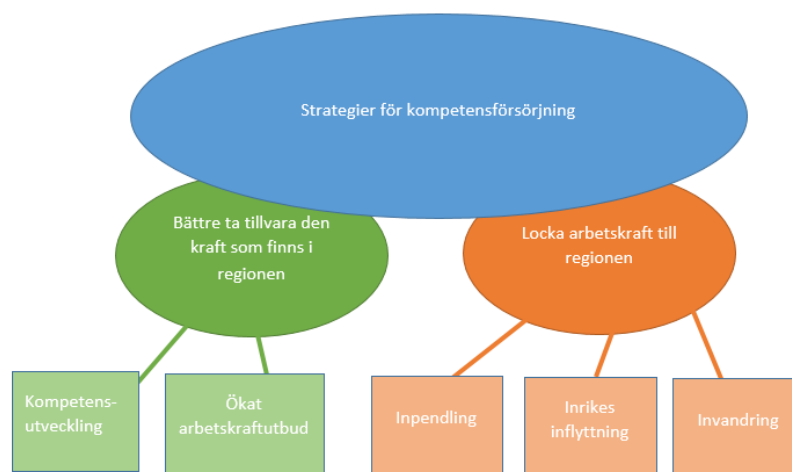 Strategier för kompetensförsörjning
Bättre ta tillvara den
kraft som finns i
regionen
Locka arbetskraft till
regionen
Kompetens-
utveckling
Ökat
arbetskraftutbud
Inpendling
Inrikes
inflyttning
Invandring